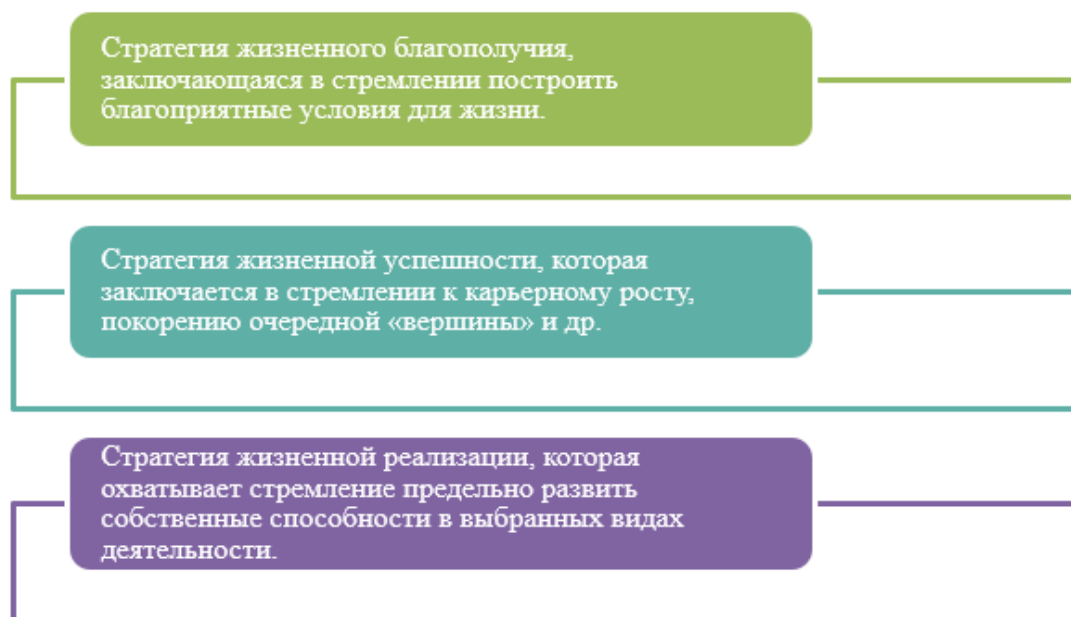 Стратегия жизненного благополучия,
заключающаяся в стремлении построить
благоприятные условия для жизни.
Стратегия жизненной успешности, которая
заключается в стремлении к карьерному росту,
покорению очередной «вершины» и др.
Стратегия жизненной реализации, которая
охватывает стремление предельно развить
собственные способности в выбранных видах
деятельности.